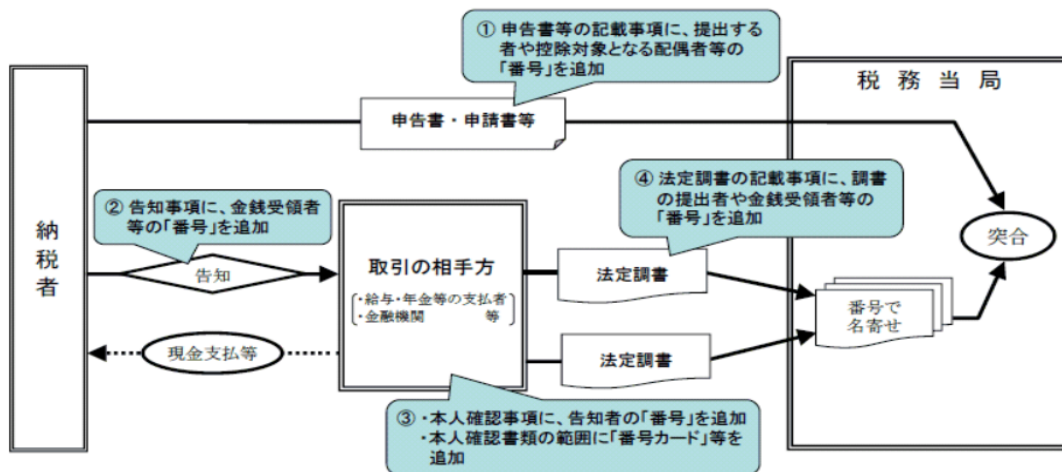 ① 申告書等の記載事項に、提出する
者や控除対象となる配偶者等の
「番号」を追加
税務当局
申告書・申請書等
④ 法定調書の記載事項に、調書
の提出者や金銭受領者等の
「番号」を追加
② 告知事項に、金銭受領者
等の「番号」を追加
納税者
告知
取引の相手方
・給与・年金等の支払者
・金融機関 等
法定調書
突合
番号で
名寄せ
現金支払等
法定調書
③ ・本人確認事項に、告知者の「番号」を追加
・本人確認書類の範囲に「番号カード」等を
追加